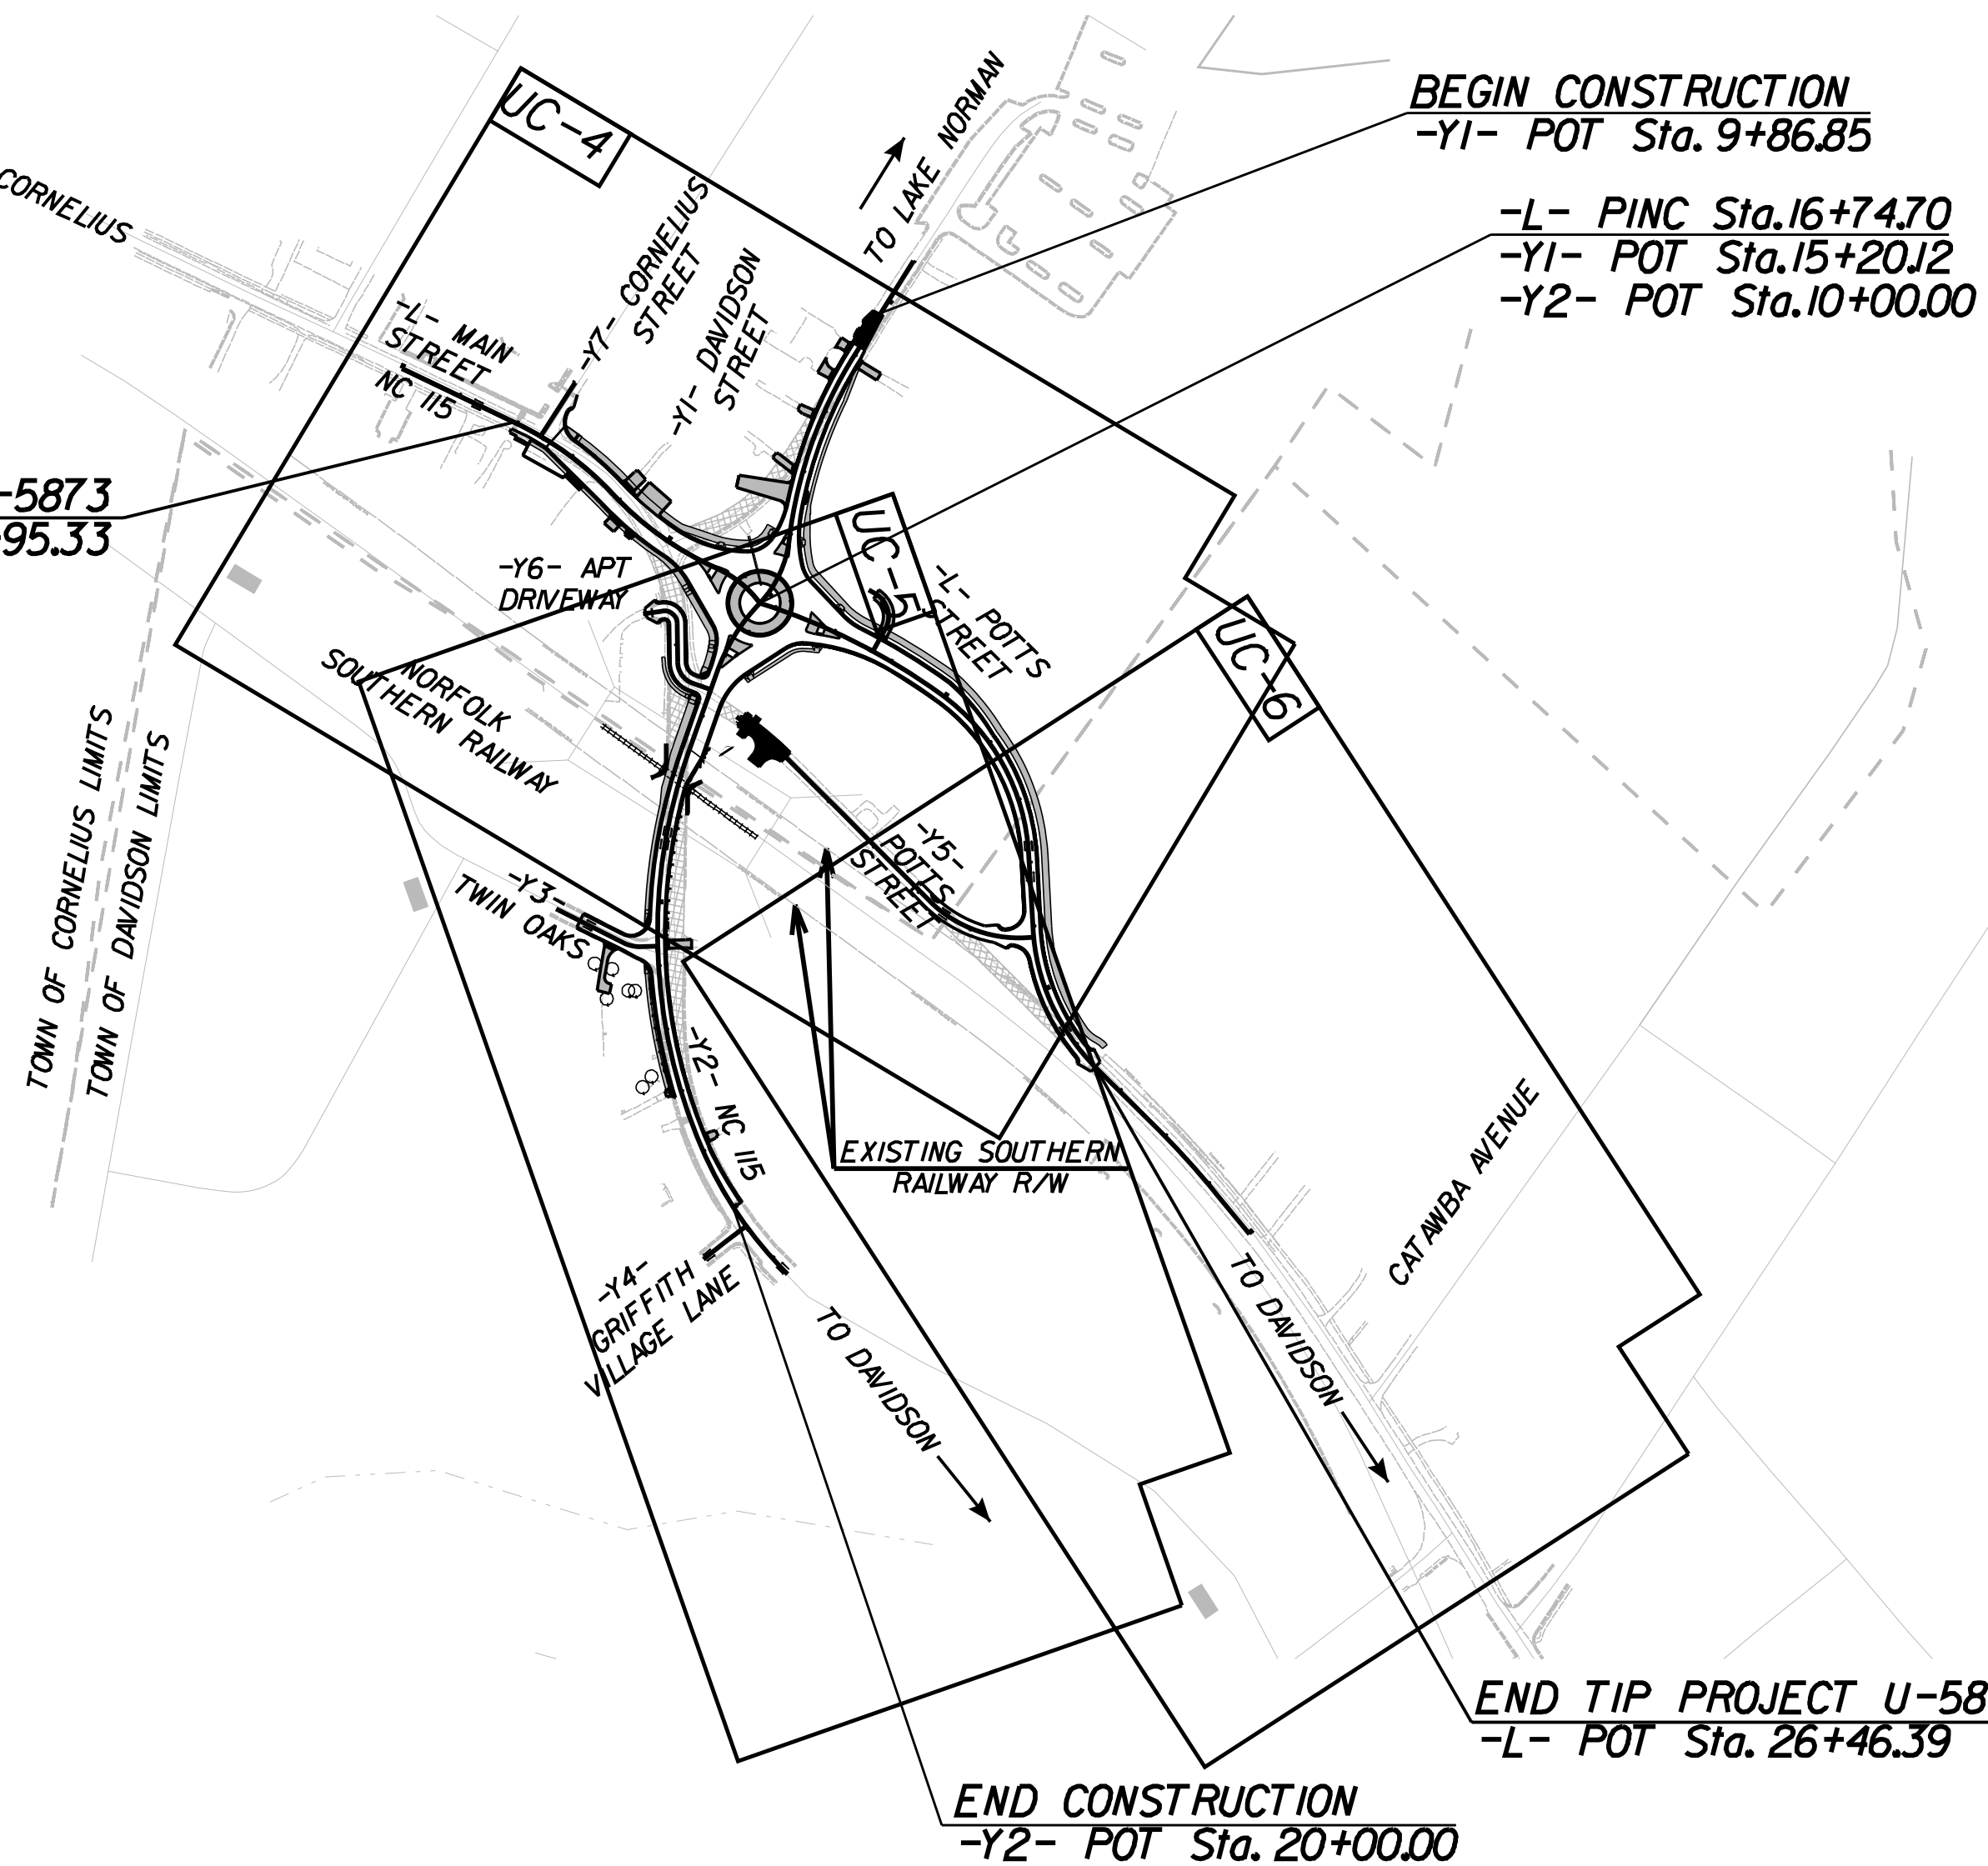 BEGIN CONSTRUCTION
-Y1- POT Sta. 9+86.85
-L- PINC Sta. 16+74.70
-Y1- POT Sta. 15+20.12
-Y2- POT Sta. 10+00.00
UC-4
CORNELIUS
TO LAKE NORMAN
-Y7- CORNELIUS
STREET
-Y1- DAVIDSON
STREET
-L- MAIN
STREET
NC 115
-5873
95.33
-Y6- APT
DRIVEWAY
UC-5
-L- POTTS
STREET
UC-6
NORFOLK
SOUTHERN RAILWAY
TOWN OF CORNELIUS LIMITS
TOWN OF DAVIDSON LIMITS
-Y5-
POTTS
STREET
-Y3-
TWIN OAKS
-Y2- NC 115
EXISTING SOUTHERN
RAILWAY R/W
CATAWBA AVENUE
-Y4-
GRIFFITH
VILLAGE LANE
TO DAVIDSON
TO DAVIDSON
END TIP PROJECT U-58
-L- POT Sta. 26+46.39
END CONSTRUCTION
-Y2- POT Sta. 20+00.00